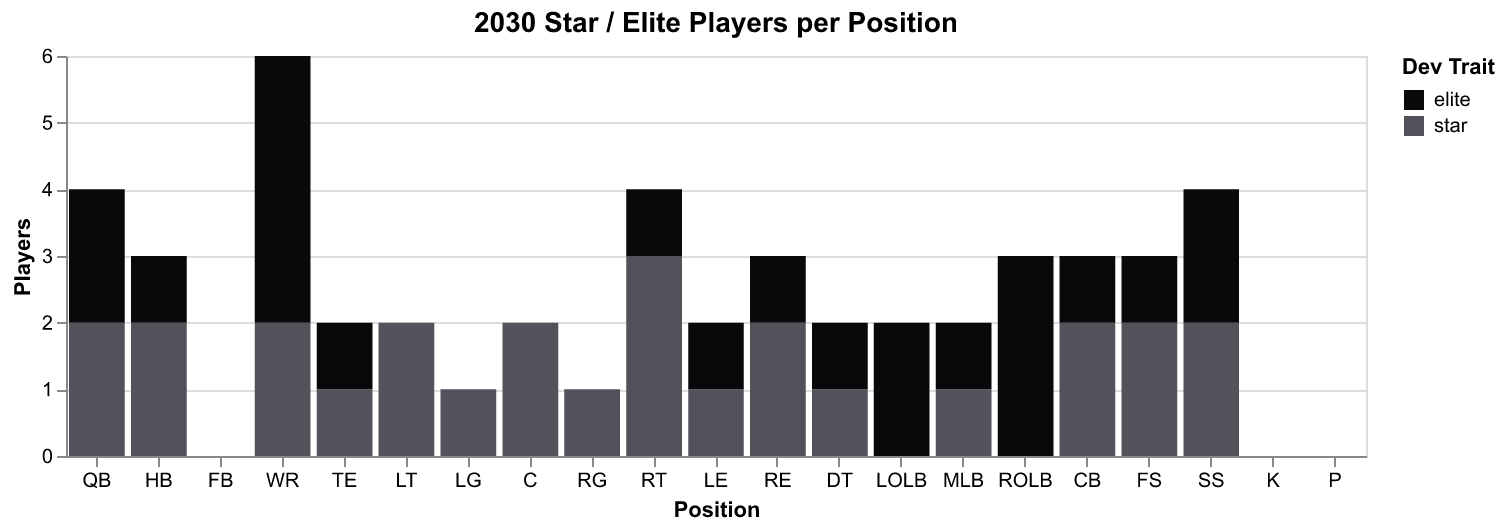 2030 Star / Elite Players per Position
Dev Trait
elite
star
Players
6
5
4
3
2
1
0
QB HB FB WR TE LT LG C RG RT LE RE DT LOLB MLB ROLB CB FS SS K P
Position